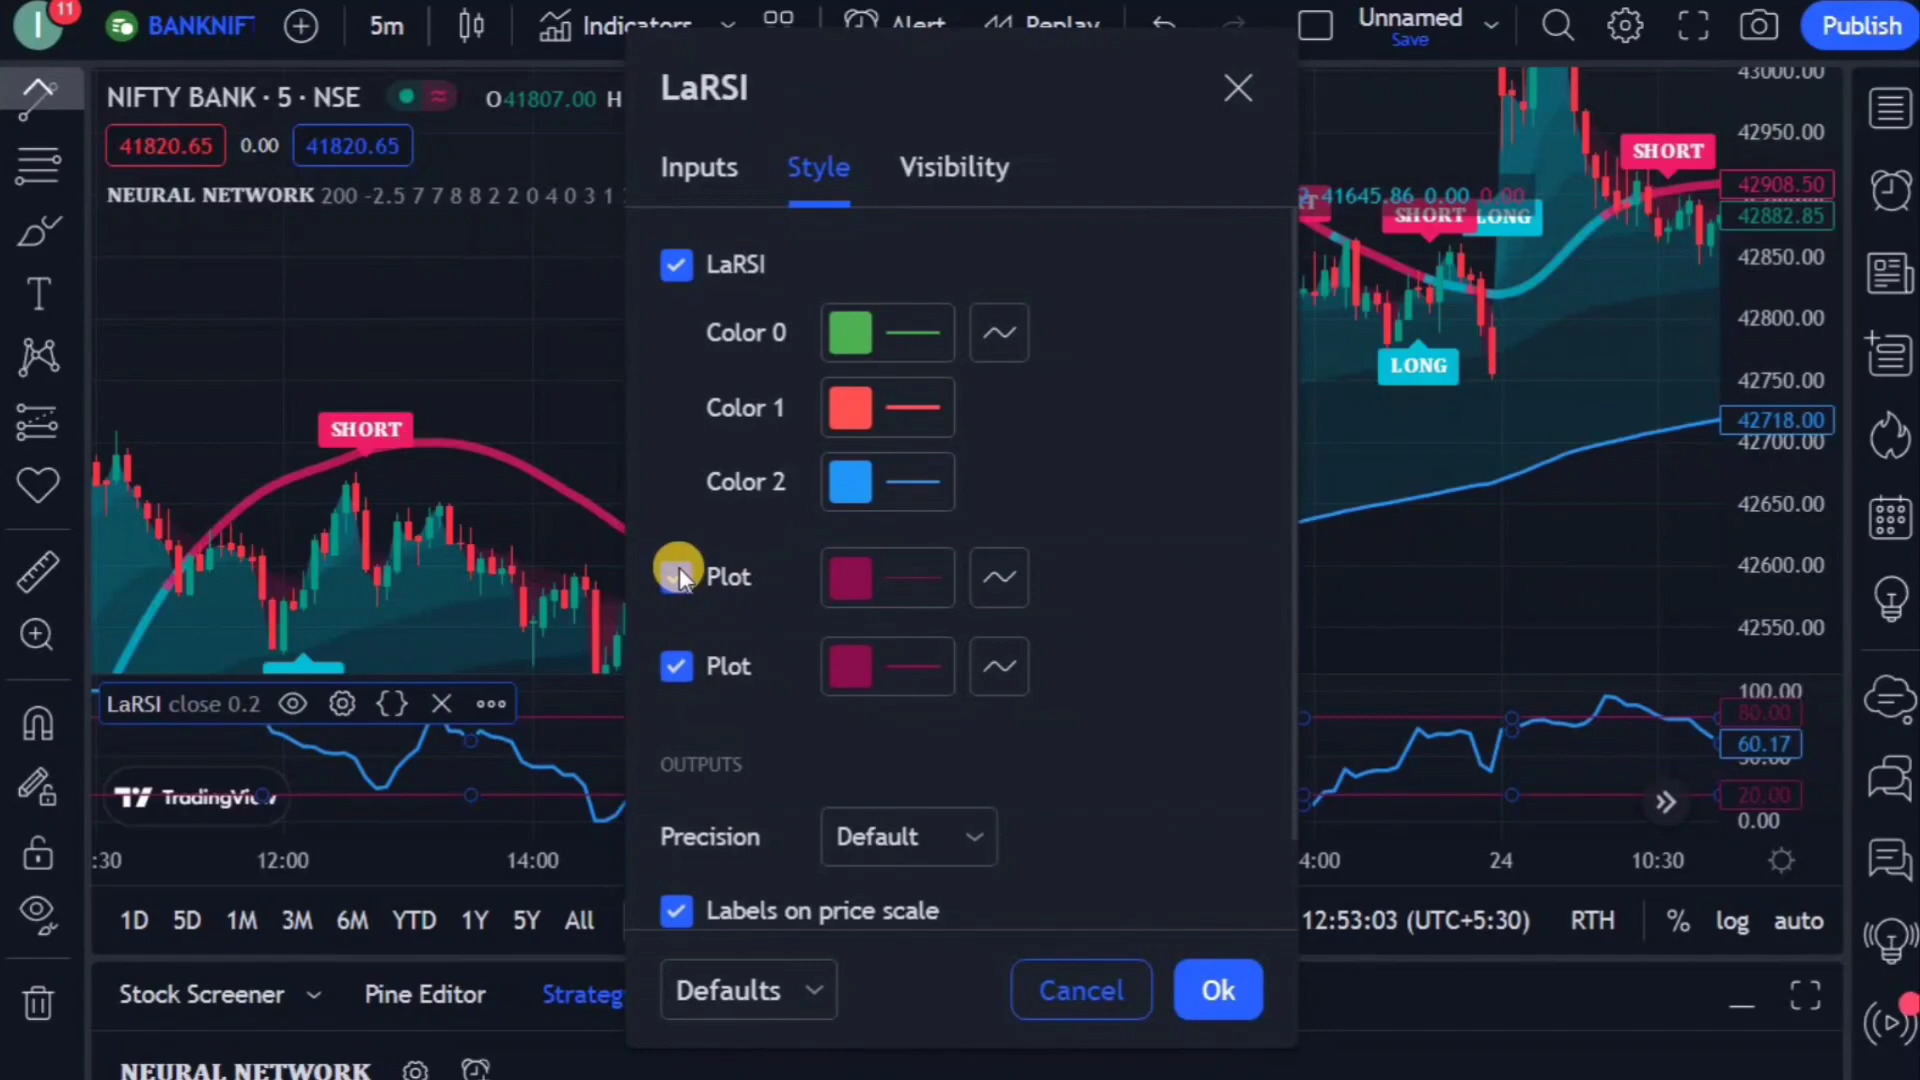 I
11
BANKNIFT
5m
Indicators
Alert
Replay
Unnamed
Save
Publish
NIFTY BANK · 5 · NSE
O41807.00 H
41820.65
0.00
41820.65
NEURAL NETWORK 200 -2.5 7 7 8 8 2 2 0 4 0 3 1
SHORT
LaRSI close 0.2
TradingView
:30
12:00
14:00
1D 5D 1M 3M 6M YTD 1Y 5Y All
Stock Screener
Pine Editor
Strateg
NEURAL NETWORK
LaRSI
Inputs
Style
Visibility
LaRSI
Color 0
Color 1
Color 2
Plot
Plot
OUTPUTS
Precision
Default
Labels on price scale
Defaults
Cancel
Ok
41645.86 0.00 0.00
SHORT
LONG
SHORT
LONG
43000.00
42950.00
42908.50
42882.85
42850.00
42800.00
42750.00
42718.00
42700.00
42650.00
42600.00
42550.00
100.00
80.00
60.17
50.00
20.00
0.00
4:00
24
10:30
12:53:03 (UTC+5:30)
RTH
%
log
auto